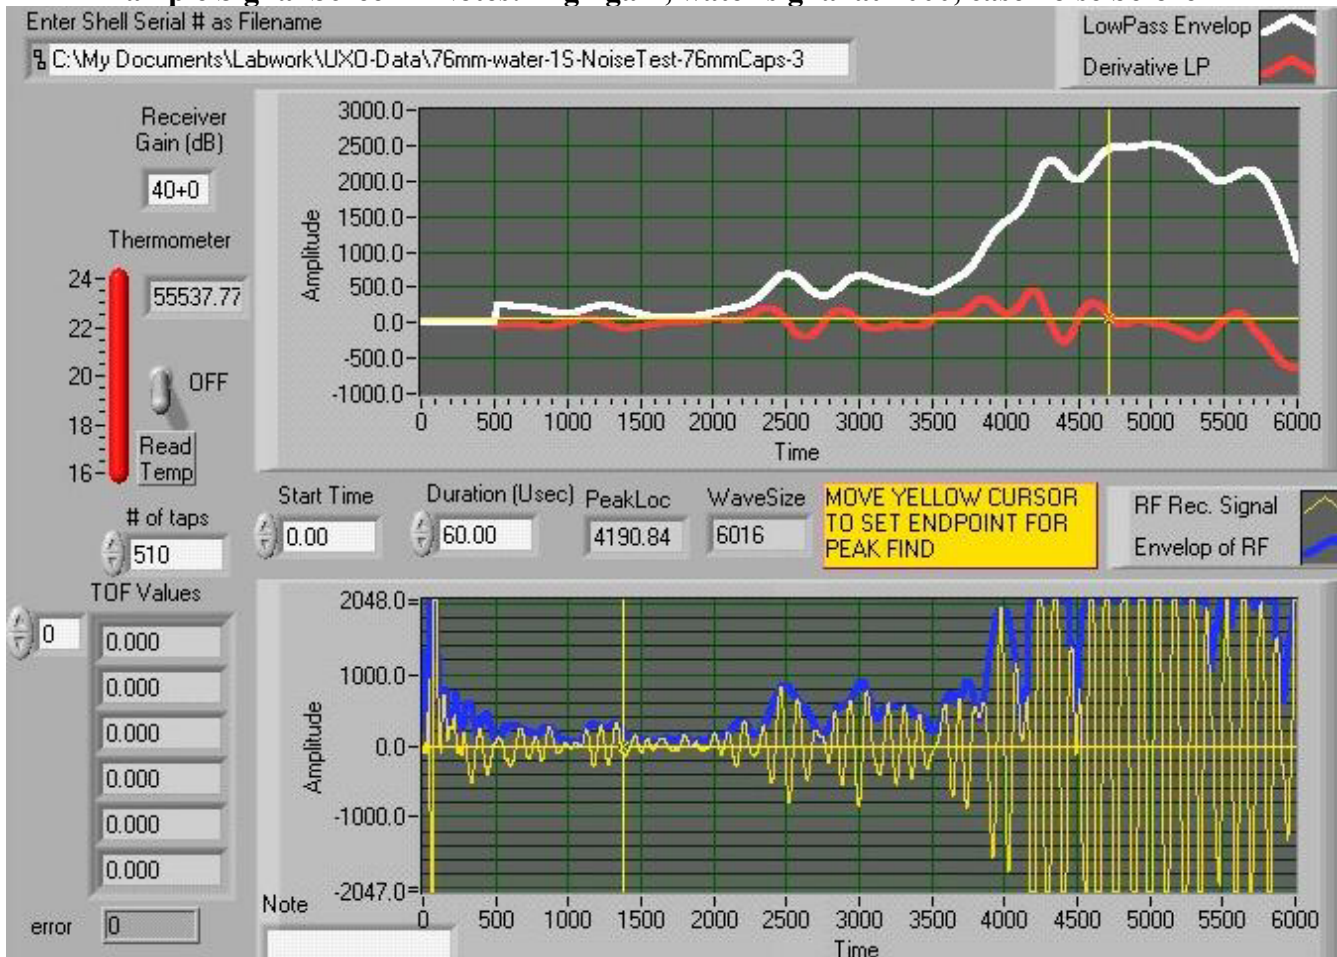 Enter Shell Serial # as Filename
C:\My Documents\Labwork\UXO-Data\76mm-water-1S-NoiseTest-76mmCaps-3
LowPass Envelop
Derivative LP
Receiver
Gain (dB)
40+0
Thermometer
55537.77
24
22
20
18
16
OFF
Read
Temp
# of taps
510
3000.0
2500.0
2000.0
1500.0
1000.0
500.0
0.0
-500.0
-1000.0
Amplitude
0 500 1000 1500 2000 2500 3000 3500 4000 4500 5000 5500 6000
Time
Start Time
0.00
Duration (Usec)
60.00
PeakLoc
4190.84
WaveSize
6016
MOVE YELLOW CURSOR
TO SET ENDPOINT FOR
PEAK FIND
RF Rec. Signal
Envelop of RF
TOF Values
0
0.000
0.000
0.000
0.000
0.000
0.000
error
0
2048.0
1000.0
0.0
-1000.0
-2047.0
Amplitude
0 500 1000 1500 2000 2500 3000 3500 4000 4500 5000 5500 6000
Time
Note